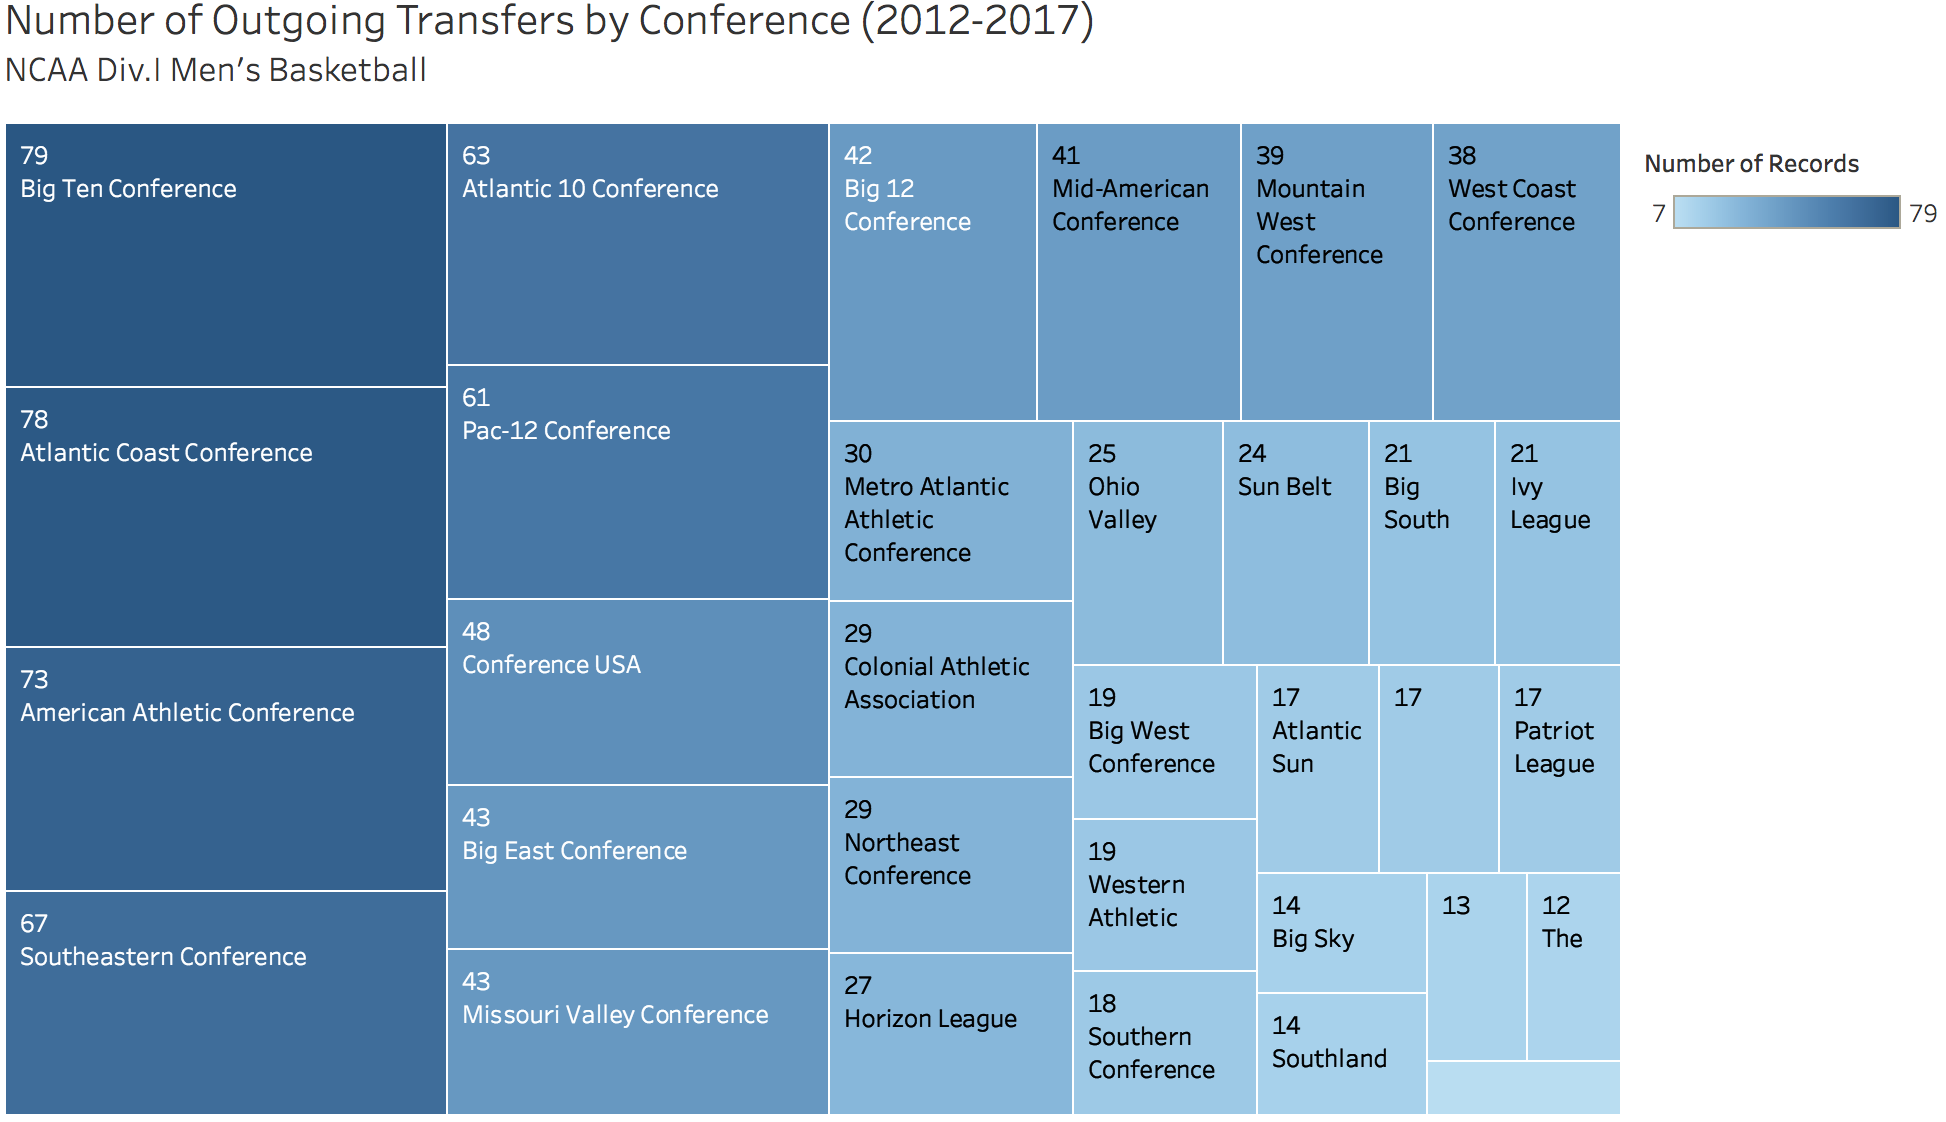 Number of Outgoing Transfers by Conference (2012-2017)
NCAA Div.I Men's Basketball
79
Big Ten Conference
78
Atlantic Coast Conference
73
American Athletic Conference
67
Southeastern Conference
63
Atlantic 10 Conference
61
Pac-12 Conference
48
Conference USA
43
Big East Conference
43
Missouri Valley Conference
42
Big 12
Conference
41
Mid-American
Conference
39
Mountain
West
Conference
38
West Coast
Conference
30
Metro Atlantic
Athletic
Conference
29
Colonial Athletic
Association
29
Northeast
Conference
27
Horizon League
25
Ohio
Valley
24
Sun Belt
21
Big
South
21
Ivy
League
19
Big West
Conference
19
Western
Athletic
18
Southern
Conference
17
Atlantic
Sun
17
17
Patriot
League
14
Big Sky
14
Southland
13
12
The
Number of Records
7
79